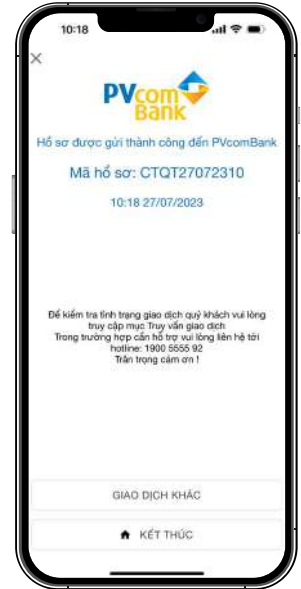 10:18
PVcom
Bank
Hồ sơ được gửi thành công đến PVcomBank
Mã hồ sơ: CTQT27072310
10:18 27/07/2023
Để kiểm tra tình trạng giao dịch quý khách vui lòng
truy cập mục Truy vấn giao dịch
Trong trường hợp cần hỗ trợ vui lòng liên hệ tới
hotline: 1900 5555 92
Trân trọng cảm ơn !
GIAO DỊCH KHÁC
KẾT THÚC